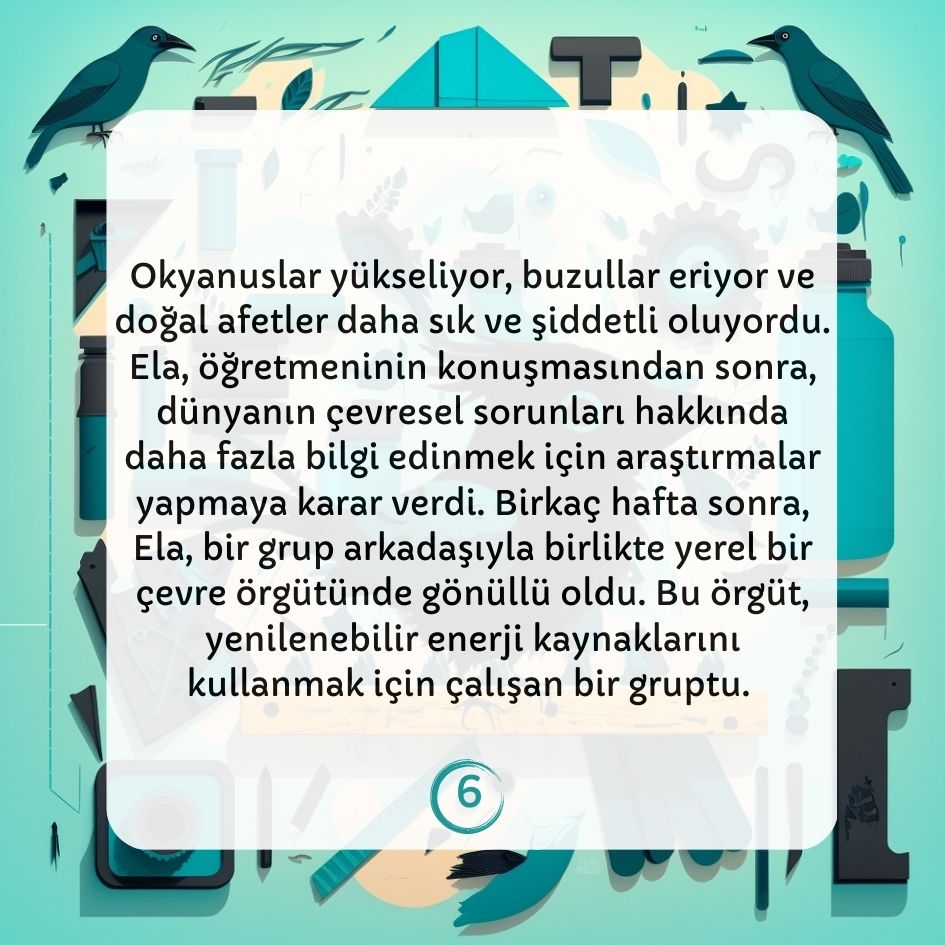 Okyanuslar yükseliyor, buzullar eriyor ve
doğal afetler daha sık ve şiddetli oluyordu.
Ela, öğretmeninin konuşmasından sonra,
dünyanın çevresel sorunları hakkında
daha fazla bilgi edinmek için araştırmalar
yapmaya karar verdi. Birkaç hafta sonra,
Ela, bir grup arkadaşıyla birlikte yerel bir
çevre örgütünde gönüllü oldu. Bu örgüt,
yenilenebilir enerji kaynaklarını
kullanmak için çalışan bir gruptu.
6